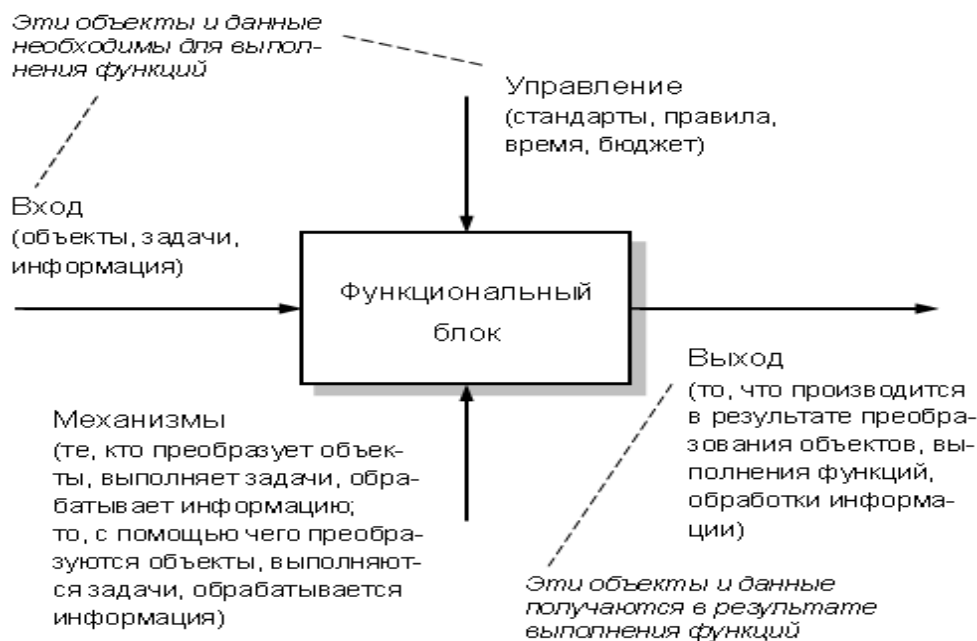 Эти объекты и данные
необходимы для выпол-
нения функций
Управление
(стандарты, правила,
время, бюджет)
Вход
(объекты, задачи,
информация)
Функциональный
блок
Выход
(то, что производится
в результате преобра-
зования объектов, вы-
полнения функций,
обработки информа-
ции)
Механизмы
(те, кто преобразует объек-
ты, выполняет задачи, обра-
батывает информацию;
то, с помощью чего преобра-
зуются объекты, выполняют-
ся задачи, обрабатывается
информация)
Эти объекты и данные
получаются в результате
выполнения функций